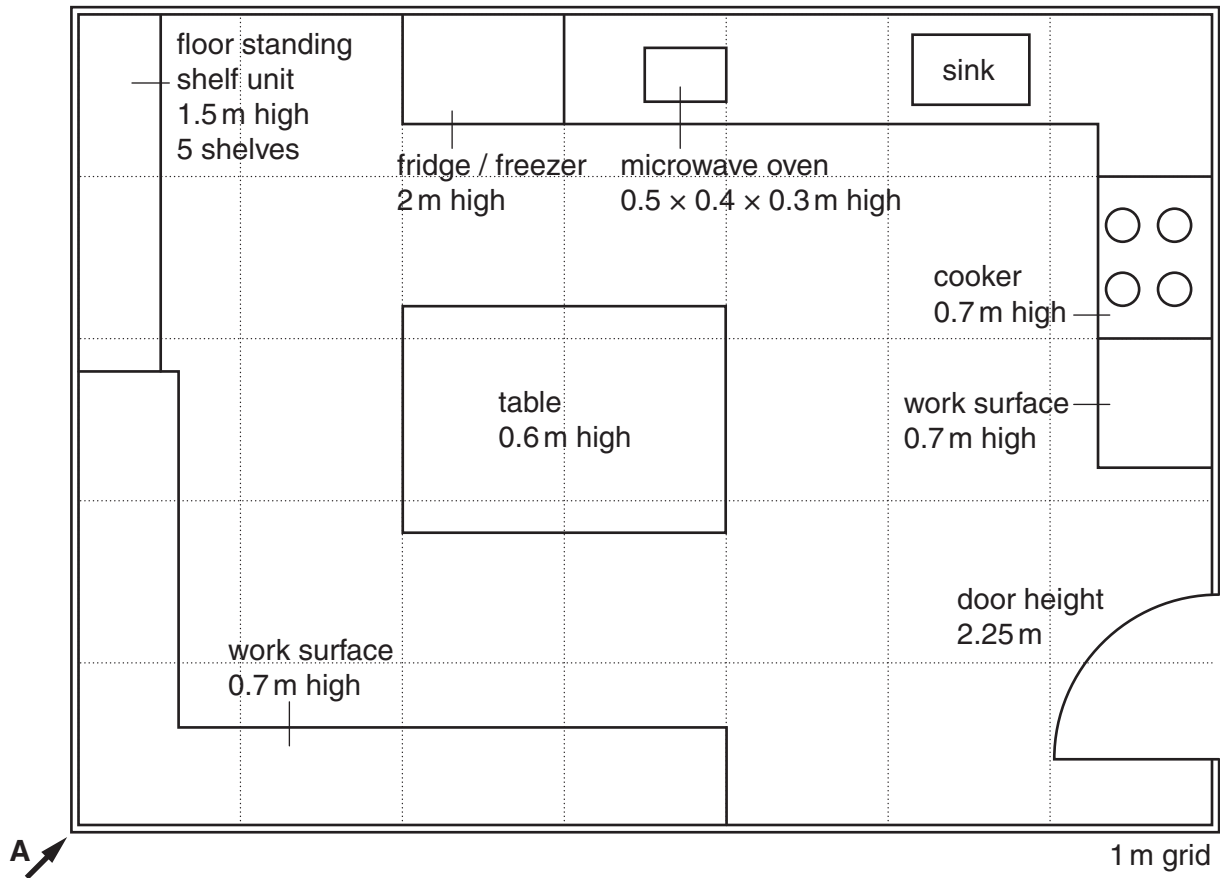 floor standing
shelf unit
1.5 m high
5 shelves
sink
fridge / freezer
2 m high
microwave oven
0.5 × 0.4 × 0.3 m high
cooker
0.7 m high
table
0.6 m high
work surface
0.7 m high
door height
2.25 m
work surface
0.7 m high
A
1 m grid